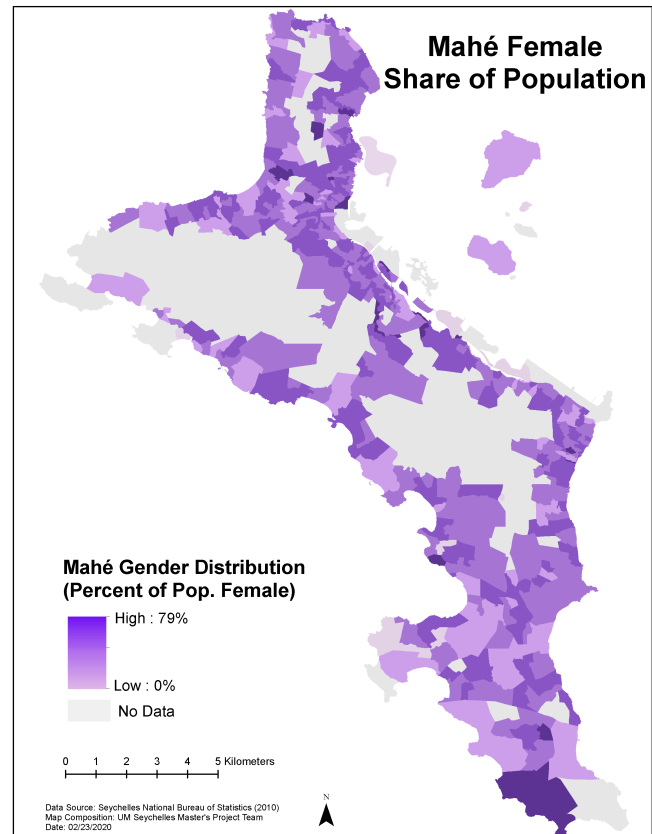 Mahé Female
Share of Population
Mahé Gender Distribution
(Percent of Pop. Female)
High : 79%
Low : 0%
No Data
0 1 2 3 4 5 Kilometers
N
Data Source: Seychelles National Bureau of Statistics (2010)
Map Composition: UM Seychelles Master's Project Team
Date: 02/23/2020